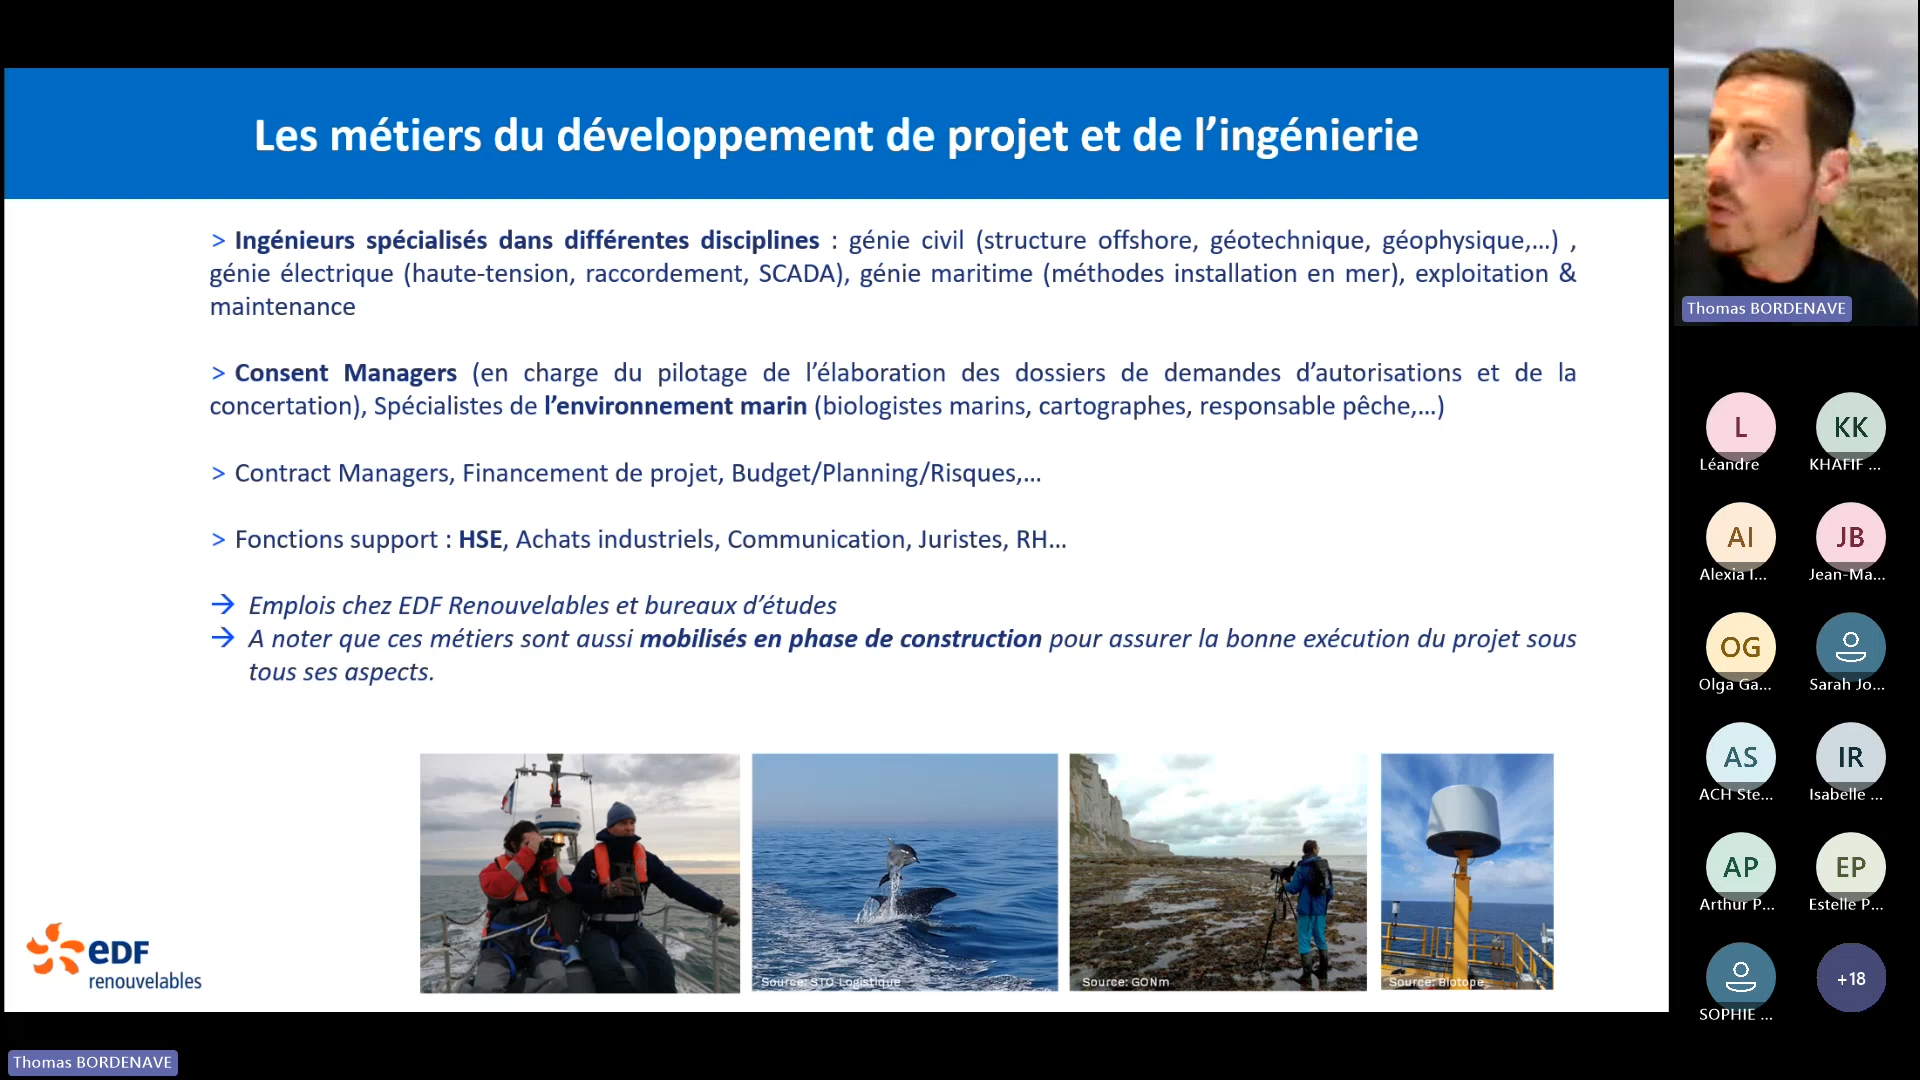 Les métiers du développement de projet et de l’ingénierie
> Ingénieurs spécialisés dans différentes disciplines : génie civil (structure offshore, géotechnique, géophysique,...) ,
génie électrique (haute-tension, raccordement, SCADA), génie maritime (méthodes installation en mer), exploitation &
maintenance
> Consent Managers (en charge du pilotage de l’élaboration des dossiers de demandes d’autorisations et de la
concertation), Spécialistes de l’environnement marin (biologistes marins, cartographes, responsable pêche,...)
> Contract Managers, Financement de projet, Budget/Planning/Risques,...
> Fonctions support : HSE, Achats industriels, Communication, Juristes, RH...
→ Emplois chez EDF Renouvelables et bureaux d’études
→ A noter que ces métiers sont aussi mobilisés en phase de construction pour assurer la bonne exécution du projet sous
tous ses aspects.
Source: STO Logistique
Source: GONm
Source: Biotope
edf
renouvelables
Thomas BORDENAVE
Thomas BORDENAVE
L
KK
Léandre
KHAFIF ...
AI
JB
Alexia I...
Jean-Ma...
OG
Olga Ga...
Sarah Jo...
AS
IR
ACH Ste...
Isabelle ...
AP
EP
Arthur P...
Estelle P...
+18
SOPHIE ...